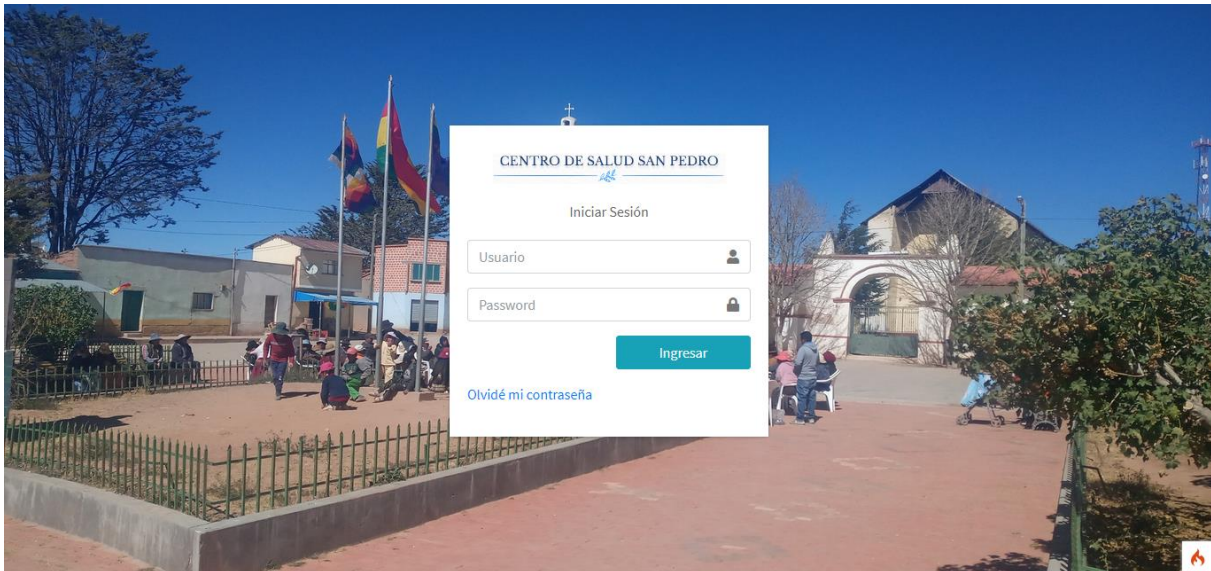 CENTRO DE SALUD SAN PEDRO
Iniciar Sesión
Usuario
Password
Ingresar
Olvidé mi contraseña